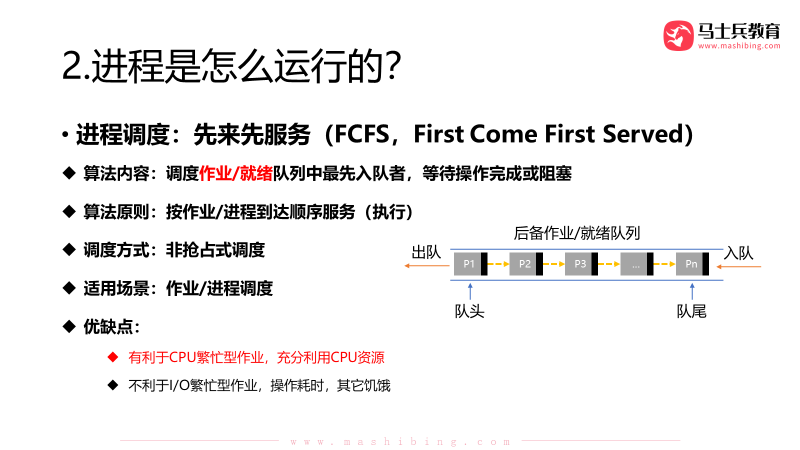 马士兵教育
www.mashibing.com
2.进程是怎么运行的?
• 进程调度：先来先服务（FCFS，First Come First Served）
◆ 算法内容：调度作业/就绪队列中最先入队者，等待操作完成或阻塞
◆ 算法原则：按作业/进程到达顺序服务（执行）
◆ 调度方式：非抢占式调度
◆ 适用场景：作业/进程调度
◆ 优缺点：
◆ 有利于CPU繁忙型作业，充分利用CPU资源
◆ 不利于I/O繁忙型作业，操作耗时，其它饥饿
后备作业/就绪队列
出队
入队
P1 P2 P3 ... Pn
队头
队尾
www.mashibing.com